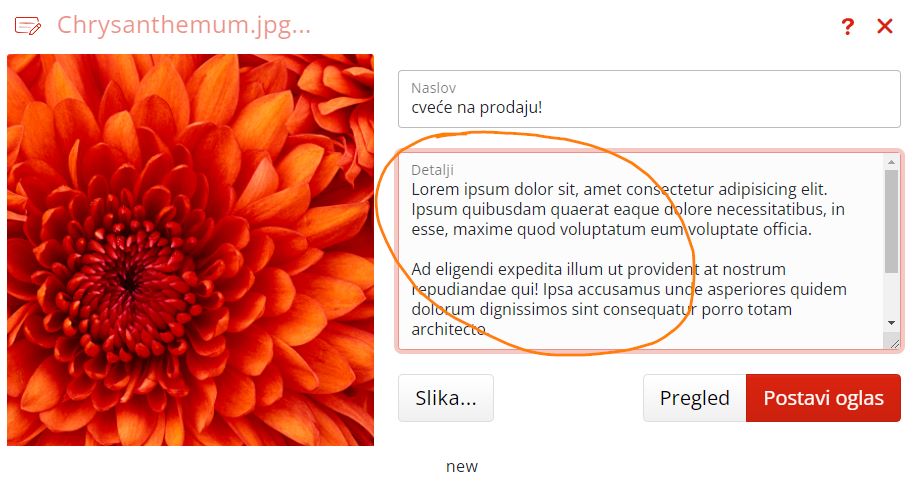 Chrysanthemum.jpg...
?
Naslov
cveće na prodaju!
Detalji
Lorem ipsum dolor sit, amet consectetur adipisicing elit.
Ipsum quibusdam quaerat eaque dolore necessitatibus, in
esse, maxime quod voluptatum eum voluptate officia.
Ad eligendi expedita illum ut provident at nostrum
repudiandae qui! Ipsa accusamus unde asperiores quidem
dolorum dignissimos sint consequatur porro totam
architecto.
Slika...
Pregled
Postavi oglas
new